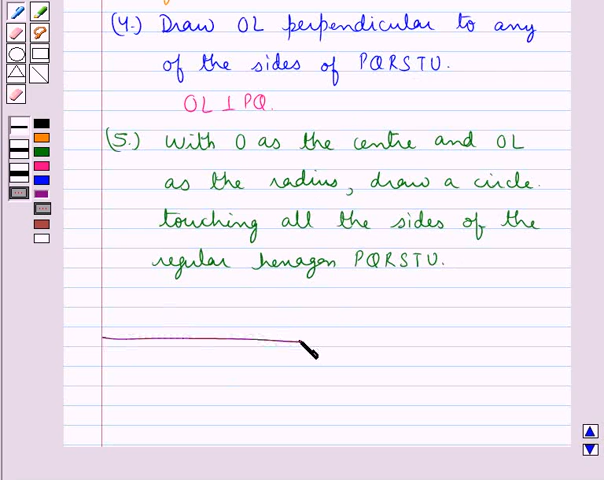 (4.) Draw OL perpendicular to any
of the sides of PQRSTU.
OL ⊥ PQ.
(5.) With O as the centre and OL
as the radius, draw a circle.
touching all the sides of the
regular hexagon PQRSTU.